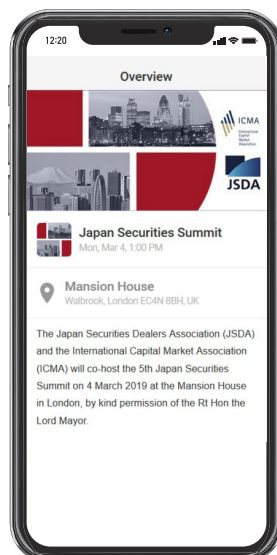 12:20
Overview
ICMA
International
Capital
Market
Association
JSDA
Japan Securities Summit
Mon, Mar 4, 1:00 PM
Mansion House
Walbrook, London EC4N 8BH, UK
The Japan Securities Dealers Association (JSDA)
and the International Capital Market Association
(ICMA) will co-host the 5th Japan Securities
Summit on 4 March 2019 at the Mansion House
in London, by kind permission of the Rt Hon the
Lord Mayor.